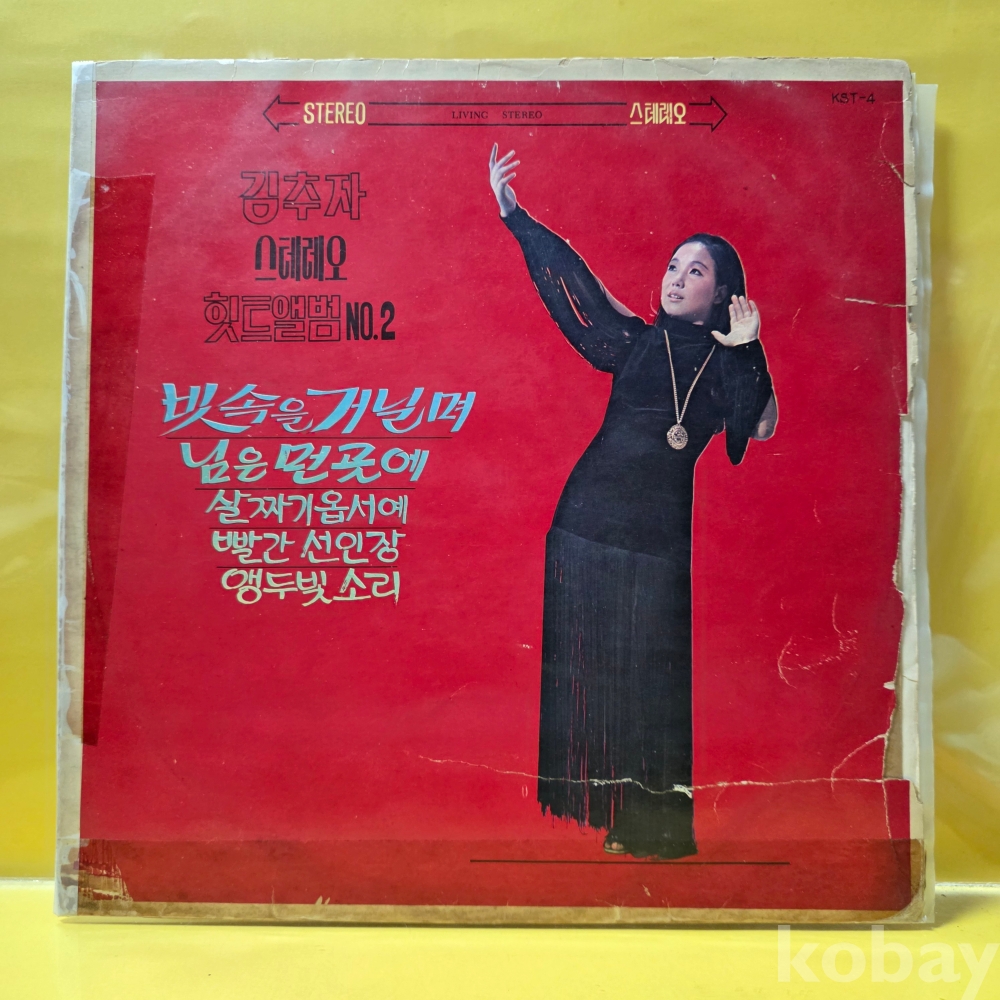 STEREO LIVING STEREO 스테레오
KST-4
김추자
스테레오
힛트앨범 NO.2
빗속을 거닐며
님은 먼곳에
살짜기 옵서예
빨간 선인장
앵두빛 소리
kobay